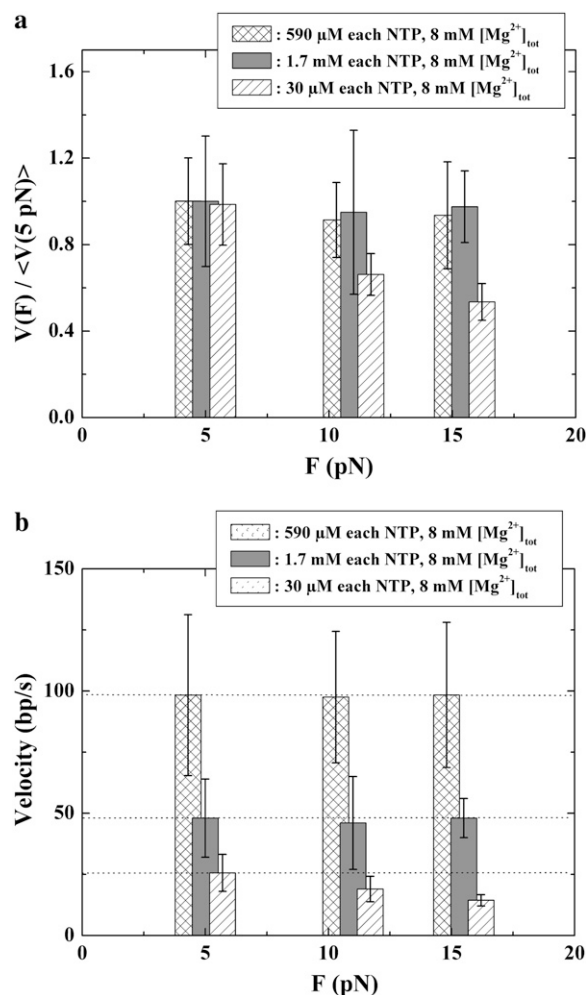 a
: 590 μM each NTP, 8 mM [Mg²⁺]tot
: 1.7 mM each NTP, 8 mM [Mg²⁺]tot
: 30 μM each NTP, 8 mM [Mg²⁺]tot
1.6
1.2
0.8
0.4
0.0
V(F) / <V(5 pN)>
0 5 10 15 20
F (pN)
b
: 590 μM each NTP, 8 mM [Mg²⁺]tot
: 1.7 mM each NTP, 8 mM [Mg²⁺]tot
: 30 μM each NTP, 8 mM [Mg²⁺]tot
150
100
50
0
Velocity (bp/s)
0 5 10 15 20
F (pN)